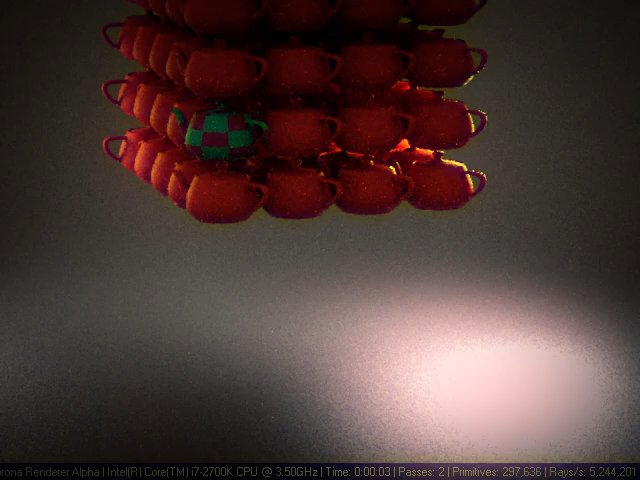 orona Renderer Alpha | Intel(R) Core(TM) i7-2700K CPU @ 3.50GHz | Time: 0:00:03 | Passes: 2 | Primitives: 297,636 | Rays/s: 5,244,201